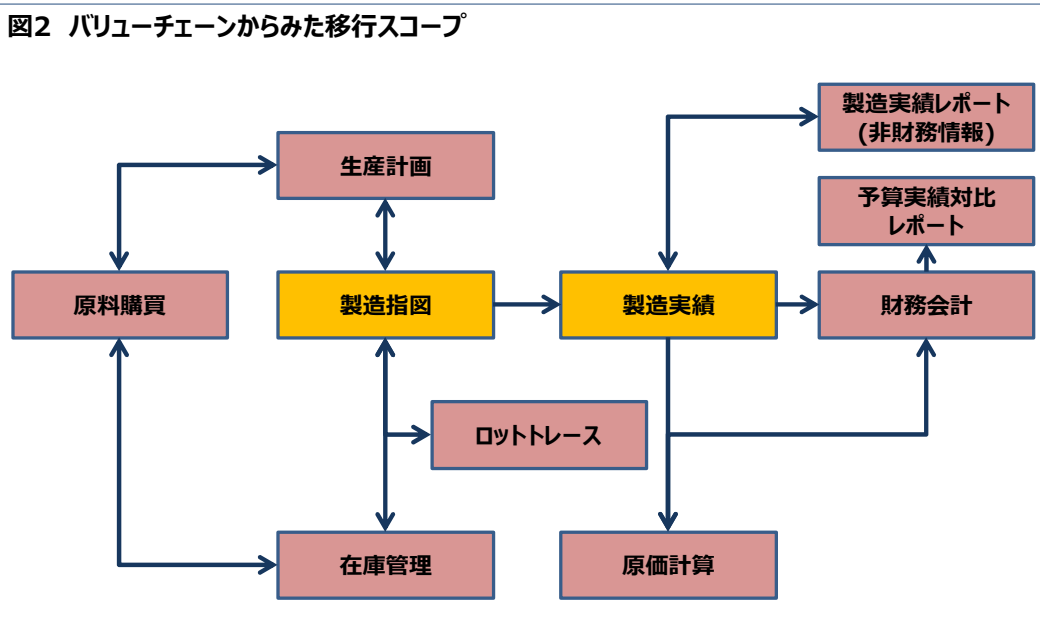 図2 バリューチェーンからみた移行スコープ
製造実績レポート
(非財務情報)
生産計画
予算実績対比
レポート
原料購買
製造指図
製造実績
財務会計
ロットトレース
在庫管理
原価計算